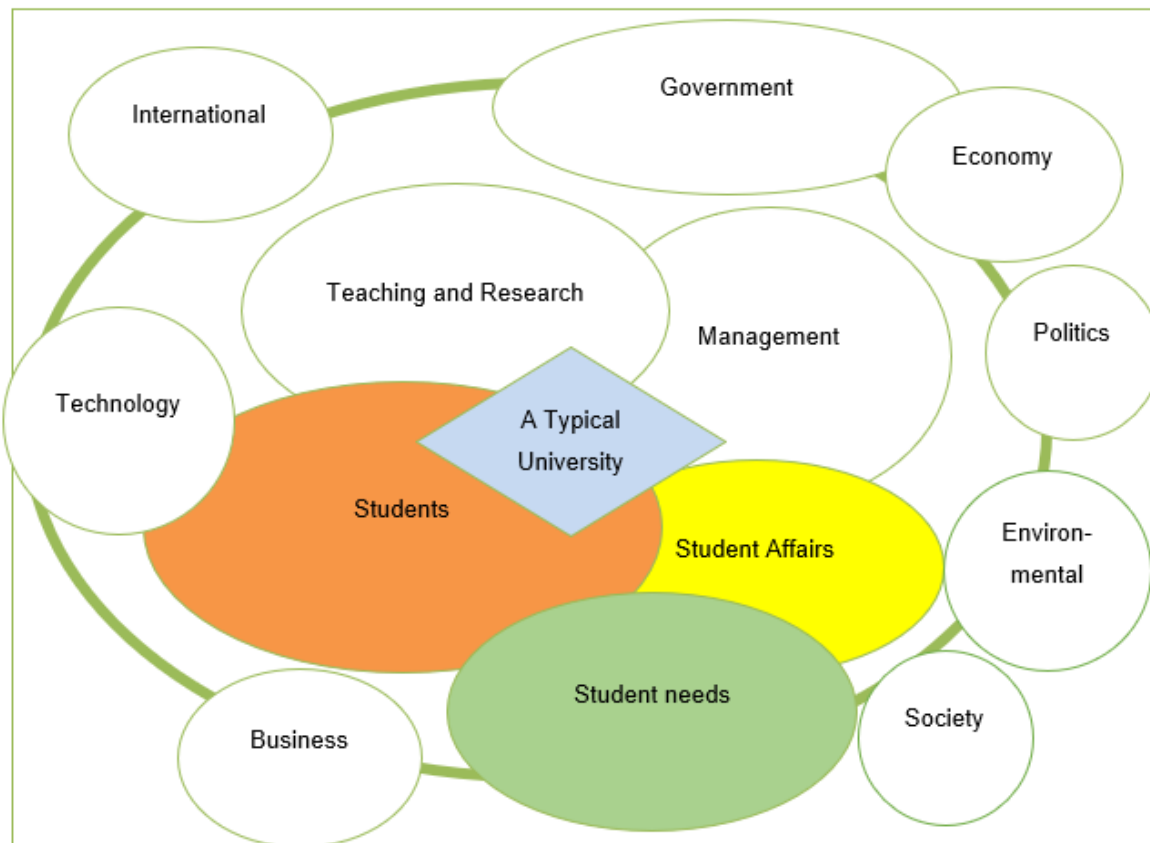 Government
International
Economy
Teaching and Research
Politics
Management
Technology
A Typical
University
Students
Student Affairs
Environ-
mental
Student needs
Society
Business